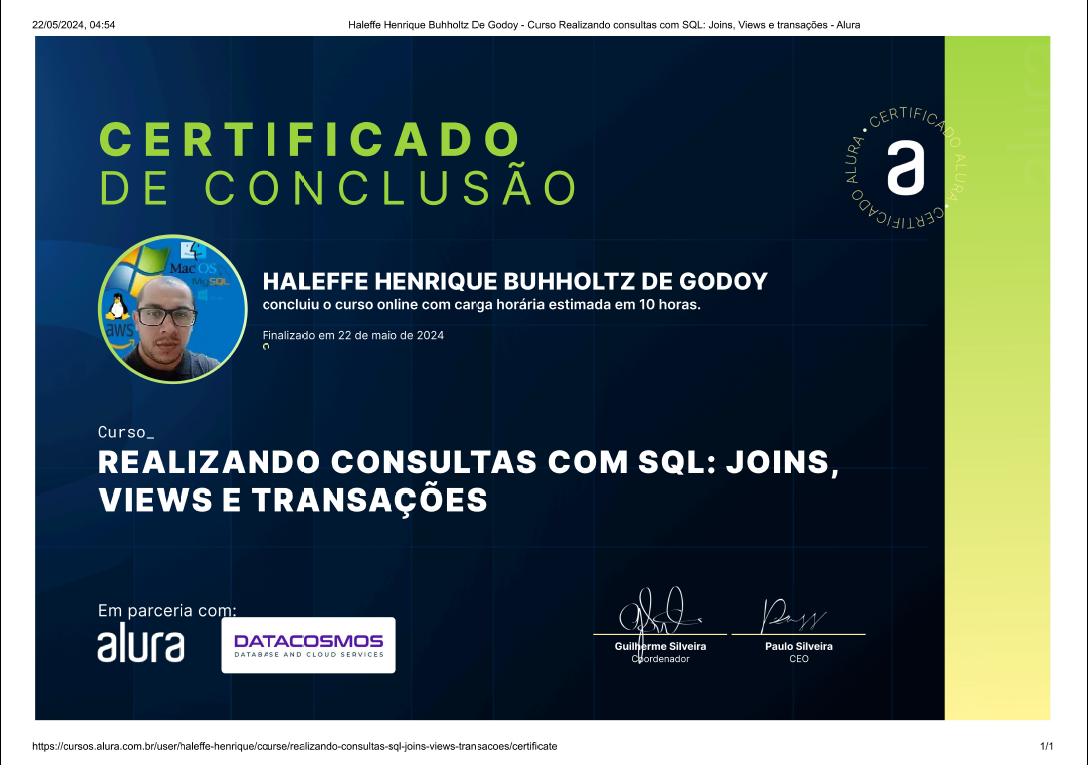 22/05/2024, 04:54
Haleffe Henrique Buhholtz De Godoy - Curso Realizando consultas com SQL: Joins, Views e transações - Alura
CERTIFICADO
DE CONCLUSÃO
CERTIFICADO ALURA • CERTIFICADO ALURA •
a
Mac OS
MySQL
aws
HALEFFE HENRIQUE BUHHOLTZ DE GODOY
concluiu o curso online com carga horária estimada em 10 horas.
Finalizado em 22 de maio de 2024
Curso_
REALIZANDO CONSULTAS COM SQL: JOINS,
VIEWS E TRANSAÇÕES
Em parceria com:
alura
DATACOSMOS
DATABASE AND CLOUD SERVICES
Guilherme Silveira
Coordenador
Paulo Silveira
CEO
https://cursos.alura.com.br/user/haleffe-henrique/course/realizando-consultas-sql-joins-views-transacoes/certificate
1/1